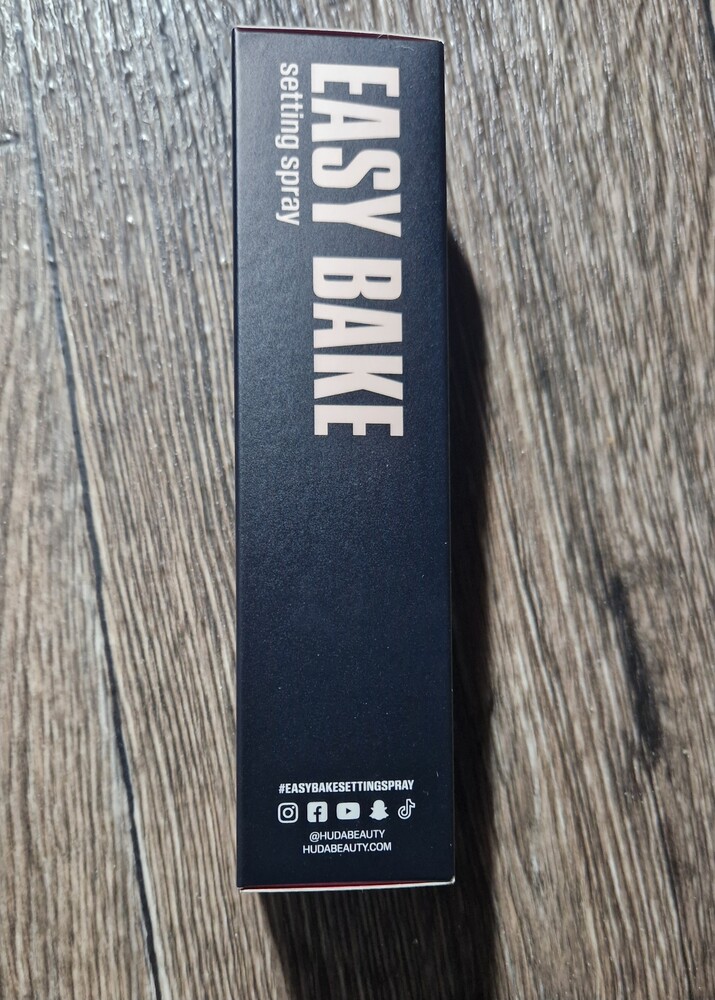 EASY BAKE
setting spray
#EASYBAKESETTINGSPRAY
@HUDABEAUTY
HUDABEAUTY.COM